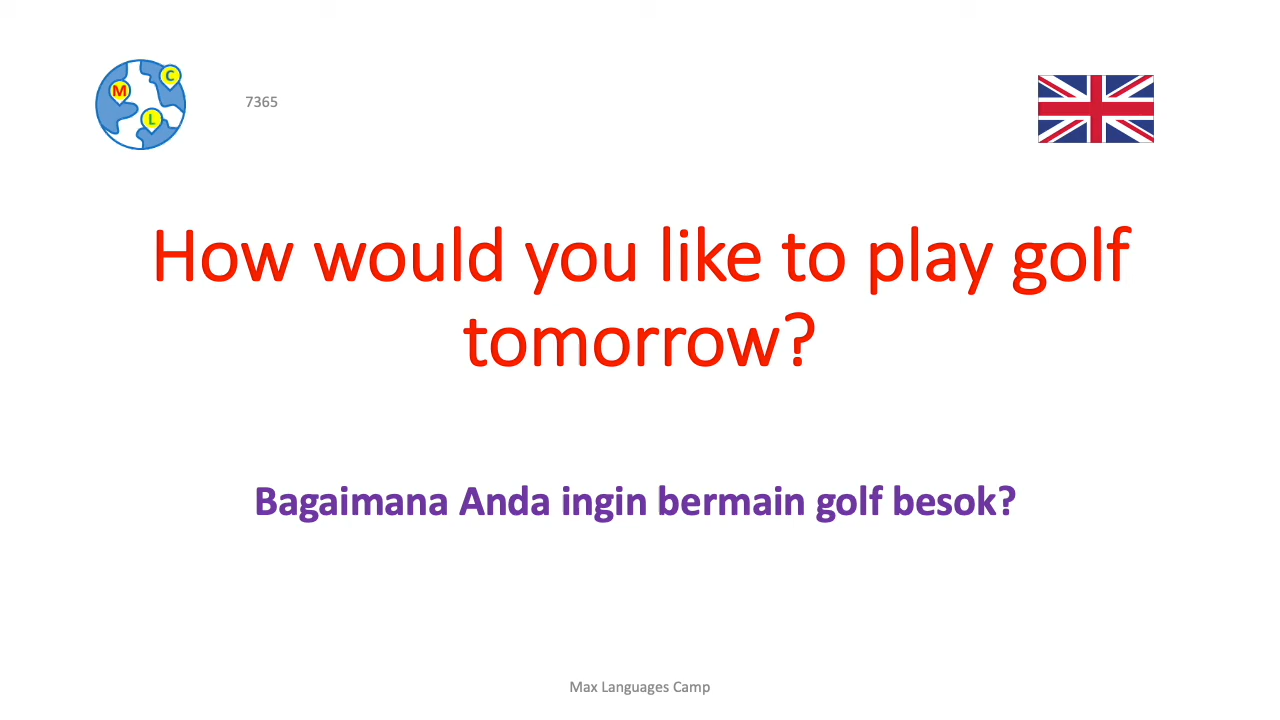 C
M
L
7365
How would you like to play golf
tomorrow?
Bagaimana Anda ingin bermain golf besok?
Max Languages Camp